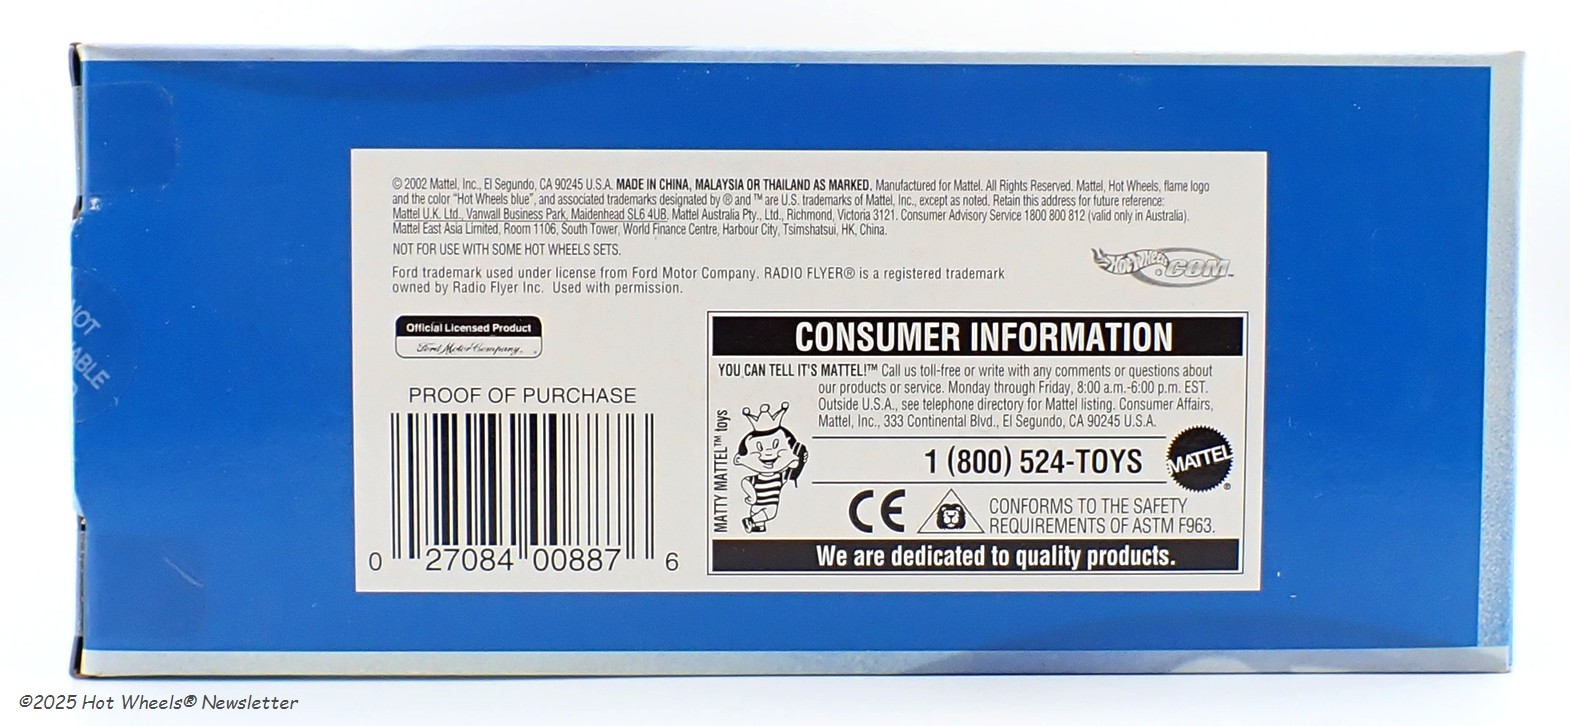 © 2002 Mattel, Inc., El Segundo, CA 90245 U.S.A. MADE IN CHINA, MALAYSIA OR THAILAND AS MARKED. Manufactured for Mattel. All Rights Reserved. Mattel, Hot Wheels, flame logo
and the color "Hot Wheels blue", and associated trademarks designated by ® and ™ are U.S. trademarks of Mattel, Inc., except as noted. Retain this address for future reference:
Mattel U.K. Ltd., Vanwall Business Park, Maidenhead SL6 4UB. Mattel Australia Pty., Ltd., Richmond, Victoria 3121. Consumer Advisory Service 1800 800 812 (valid only in Australia).
Mattel East Asia Limited, Room 1106, South Tower, World Finance Centre, Harbour City, Tsimshatsui, HK, China.
NOT FOR USE WITH SOME HOT WHEELS SETS.
Ford trademark used under license from Ford Motor Company. RADIO FLYER® is a registered trademark
owned by Radio Flyer Inc. Used with permission.
Hot Wheels .COM™
Official Licensed Product
Ford Motor Company.
PROOF OF PURCHASE
0 27084 00887 6
CONSUMER INFORMATION
YOU CAN TELL IT'S MATTEL!™ Call us toll-free or write with any comments or questions about
our products or service. Monday through Friday, 8:00 a.m.-6:00 p.m. EST.
Outside U.S.A., see telephone directory for Mattel listing. Consumer Affairs,
Mattel, Inc., 333 Continental Blvd., El Segundo, CA 90245 U.S.A.
MATTY MATTEL™ toys
1 (800) 524-TOYS
MATTEL ®
CE
CONFORMS TO THE SAFETY
REQUIREMENTS OF ASTM F963.
We are dedicated to quality products.
NOT
©2025 Hot Wheels® Newsletter